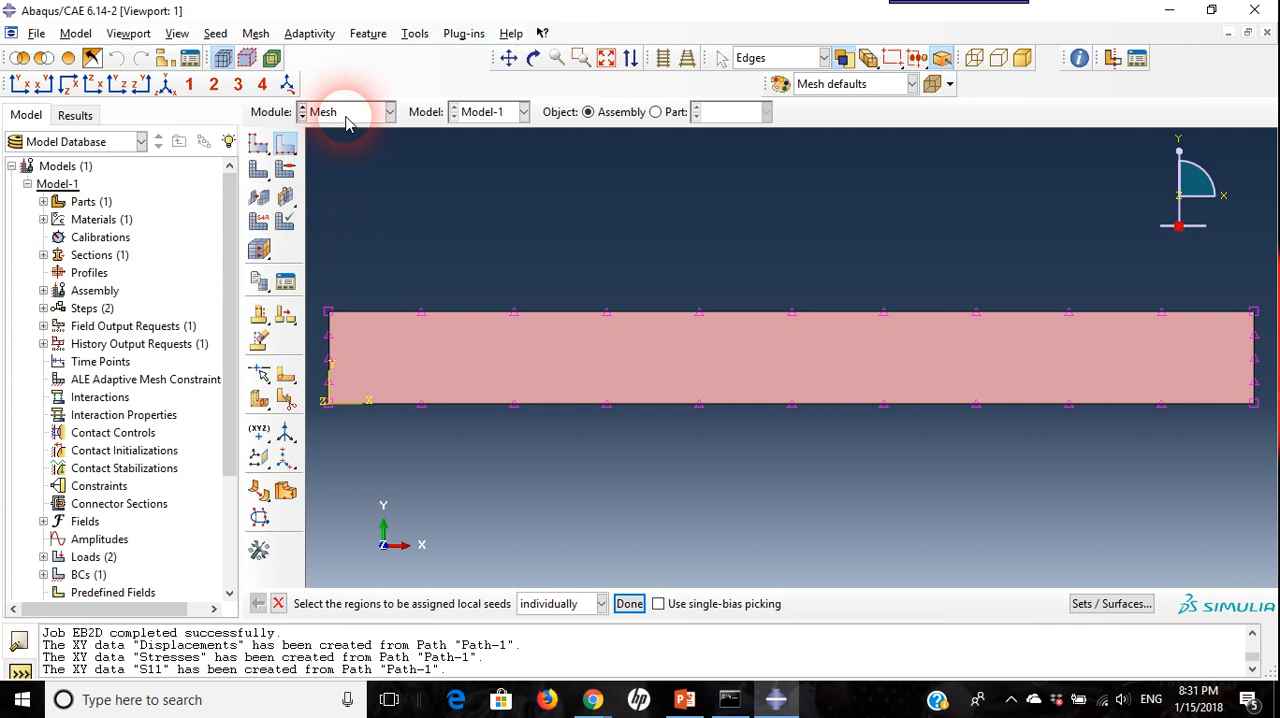 Abaqus/CAE 6.14-2 [Viewport: 1]
File Model Viewport View Seed Mesh Adaptivity Feature Tools Plug-ins Help
Edges
1 2 3 4
Mesh defaults
Model Results
Module: Mesh Model: Model-1 Object: Assembly Part:
Model Database
Models (1)
Model-1
Parts (1)
Materials (1)
Calibrations
Sections (1)
Profiles
Assembly
Steps (2)
Field Output Requests (1)
History Output Requests (1)
Time Points
ALE Adaptive Mesh Constraint
Interactions
Interaction Properties
Contact Controls
Contact Initializations
Contact Stabilizations
Constraints
Connector Sections
Fields
Amplitudes
Loads (2)
BCs (1)
Predefined Fields
S4R
(XYZ)
Y
X
Z
Z X
Y
X
Z
Select the regions to be assigned local seeds individually Done Use single-bias picking Sets / Surfaces...
SIMULIA
Job EB2D completed successfully.
The XY data "Displacements" has been created from Path "Path-1".
The XY data "Stresses" has been created from Path "Path-1".
The XY data "S11" has been created from Path "Path-1".
>>>
Type here to search
ENG
8:31 PM
1/15/2018
5